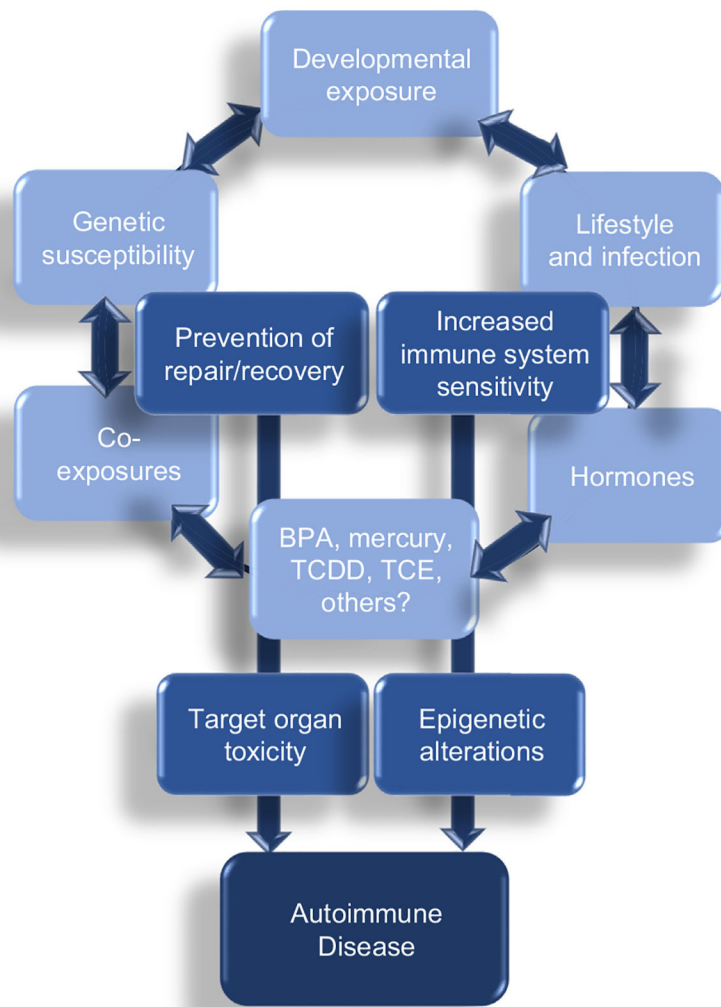 Developmental
exposure
Genetic
susceptibility
Lifestyle
and infection
Prevention of
repair/recovery
Increased
immune system
sensitivity
Co-
exposures
Hormones
BPA, mercury,
TCDD, TCE,
others?
Target organ
toxicity
Epigenetic
alterations
Autoimmune
Disease